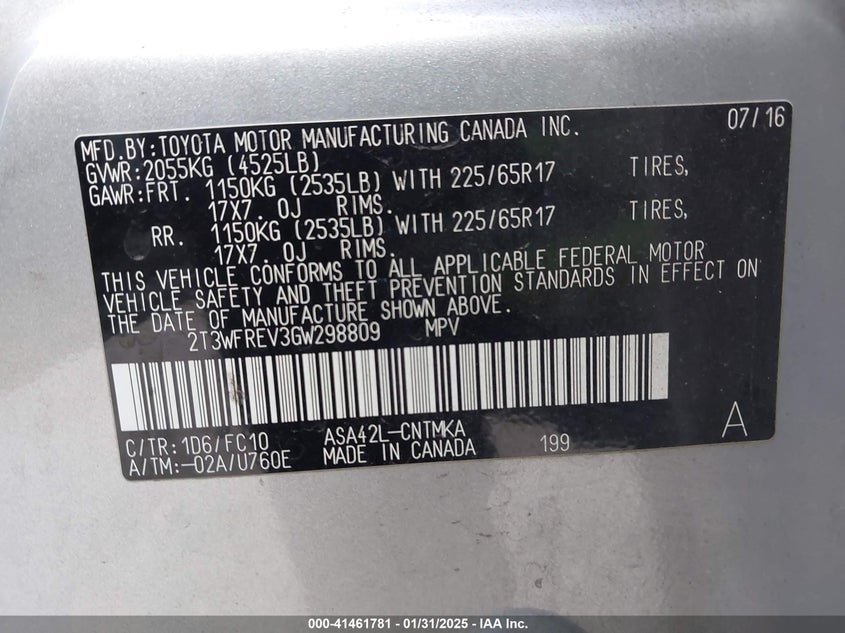 07/16
MFD.BY:TOYOTA MOTOR MANUFACTURING CANADA INC.
GVWR:2055KG (4525LB)
GAWR:FRT. 1150KG (2535LB) WITH 225/65R17 TIRES,
17X7. 0J RIMS.
RR. 1150KG (2535LB) WITH 225/65R17 TIRES,
17X7. 0J RIMS.
THIS VEHICLE CONFORMS TO ALL APPLICABLE FEDERAL MOTOR
VEHICLE SAFETY AND THEFT PREVENTION STANDARDS IN EFFECT ON
THE DATE OF MANUFACTURE SHOWN ABOVE.
2T3WFREV3GW298809 MPV
C/TR:1D6/FC10 ASA42L-CNTMKA
A/TM:-02A/U760E MADE IN CANADA 199 A
000-41461781 - 01/31/2025 - IAA Inc.